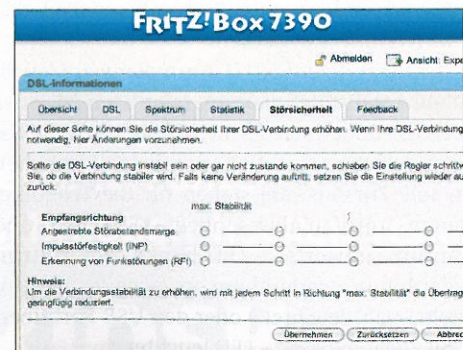 FRITZ!Box 7390
Abmelden Ansicht: Expe
DSL-Informationen
Übersicht DSL Spektrum Statistik Störsicherheit Feedback
Auf dieser Seite können Sie die Störsicherheit Ihrer DSL-Verbindung erhöhen. Wenn Ihre DSL-Verbindung
notwendig, hier Änderungen vorzunehmen.
Sollte die DSL-Verbindung instabil sein oder gar nicht zustande kommen, schieben Sie die Regler schrittw
Sie, ob die Verbindung stabiler wird. Falls keine Veränderung auftritt, setzen Sie die Einstellung wieder au
zurück.
max. Stabilität
Empfangsrichtung
Angestrebte Störabstandsmarge
Impulsstörfestigkeit (INP)
Erkennung von Funkstörungen (RFI)
Hinweis:
Um die Verbindungsstabilität zu erhöhen, wird mit jedem Schritt in Richtung "max. Stabilität" die Übertrag
geringfügig reduziert.
Übernehmen Zurücksetzen Abbrec